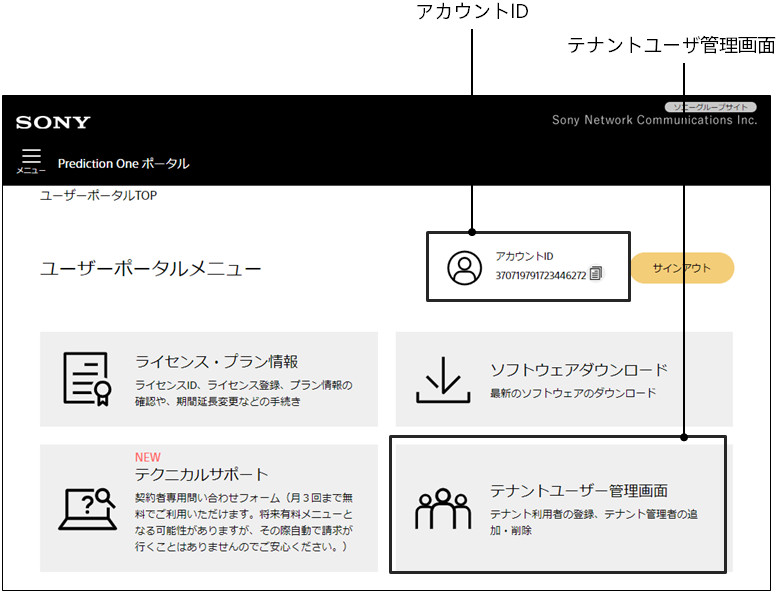 アカウントID
テナントユーザ管理画面
SONY
ソニーグループサイト
Sony Network Communications Inc.
メニュー
Prediction One ポータル
ユーザーポータルTOP
ユーザーポータルメニュー
アカウントID
370719791723446272
サインアウト
ライセンス・プラン情報
ライセンスID、ライセンス登録、プラン情報の
確認や、期間延長変更などの手続き
ソフトウェアダウンロード
最新のソフトウェアのダウンロード
NEW
テクニカルサポート
契約者専用問い合わせフォーム（月３回まで無
料でご利用いただけます。将来有料メニューと
なる可能性がありますが、その際自動で請求が
行くことはありませんのでご安心ください。）
テナントユーザー管理画面
テナント利用者の登録、テナント管理者の追
加・削除